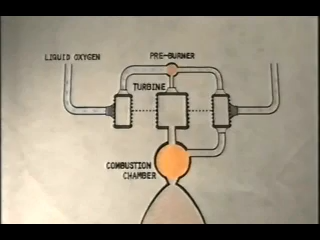 PRE-BURNER
LIQUID OXYGEN
TURBINE
COMBUSTION
CHAMBER